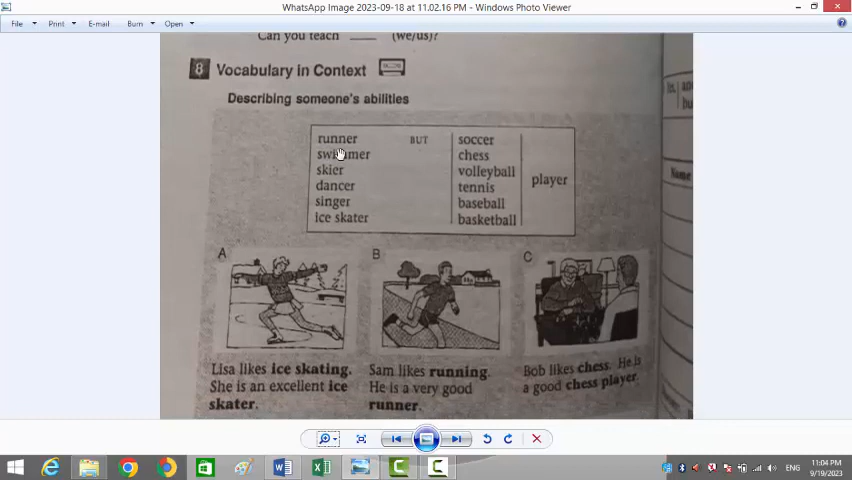 WhatsApp Image 2023-09-18 at 11.02.16 PM - Windows Photo Viewer
File Print E-mail Burn Open
Can you teach ____ (we/us)?
8 Vocabulary in Context
Describing someone's abilities
runner BUT soccer
swimmer chess
skier volleyball
dancer tennis player
singer baseball
ice skater basketball
A B C
Lisa likes ice skating.
She is an excellent ice
skater.
Sam likes running.
He is a very good
runner.
Bob likes chess. He is
a good chess player.
Name
ENG
11:04 PM
9/19/2023